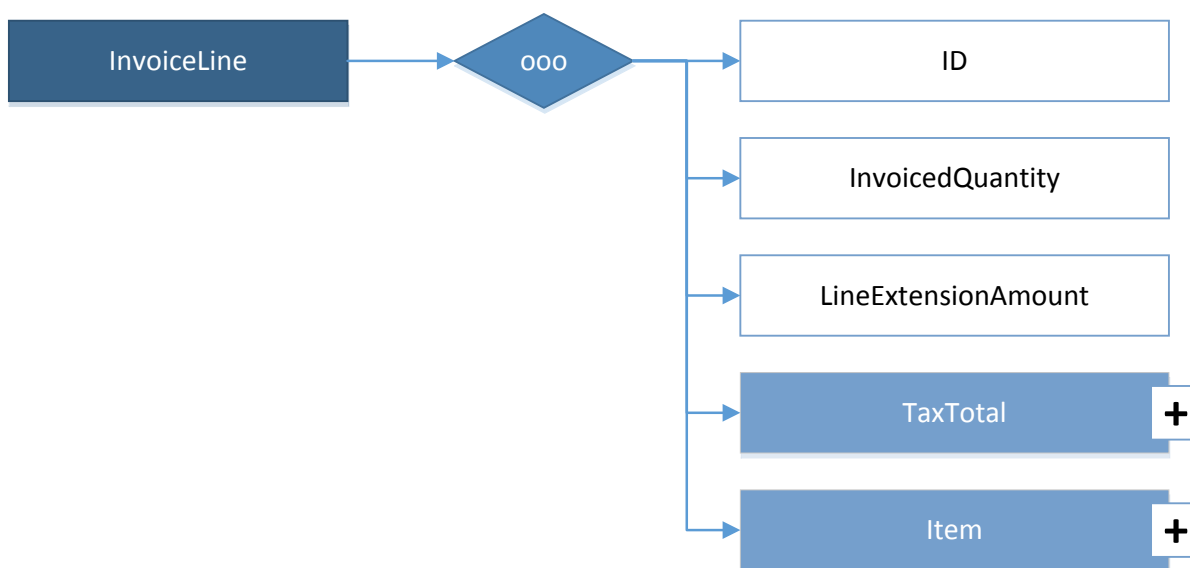 InvoiceLine
ooo
ID
InvoicedQuantity
LineExtensionAmount
TaxTotal
+
Item
+